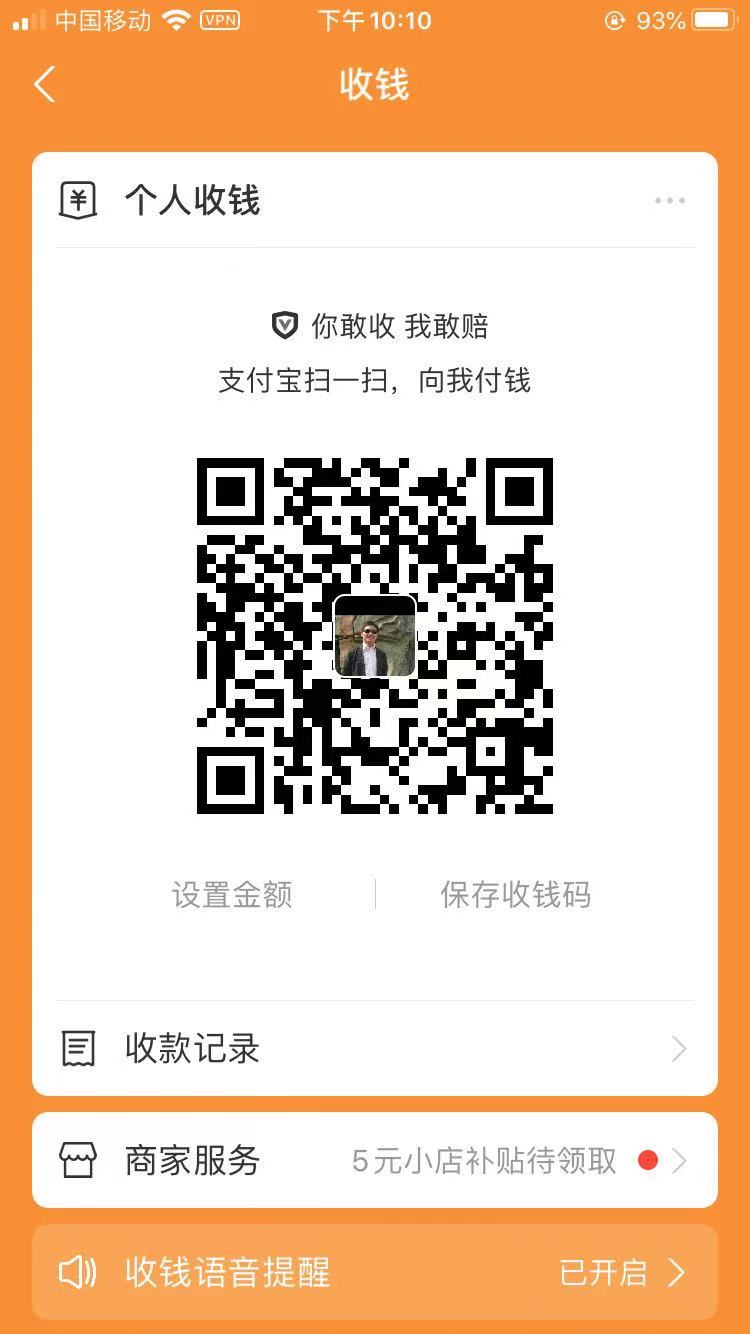 中国移动 VPN 下午10:10 93%
收钱
个人收钱
你敢收 我敢赔
支付宝扫一扫，向我付钱
设置金额 保存收钱码
收款记录
商家服务 5元小店补贴待领取
收钱语音提醒 已开启